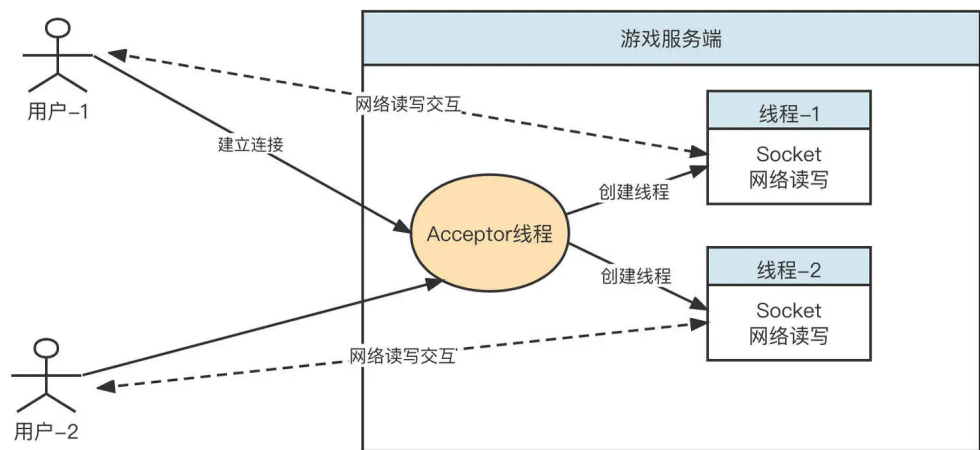 游戏服务端
用户-1
网络读写交互
线程-1
建立连接
Socket
网络读写
创建线程
Acceptor线程
线程-2
创建线程
Socket
网络读写
网络读写交互
用户-2